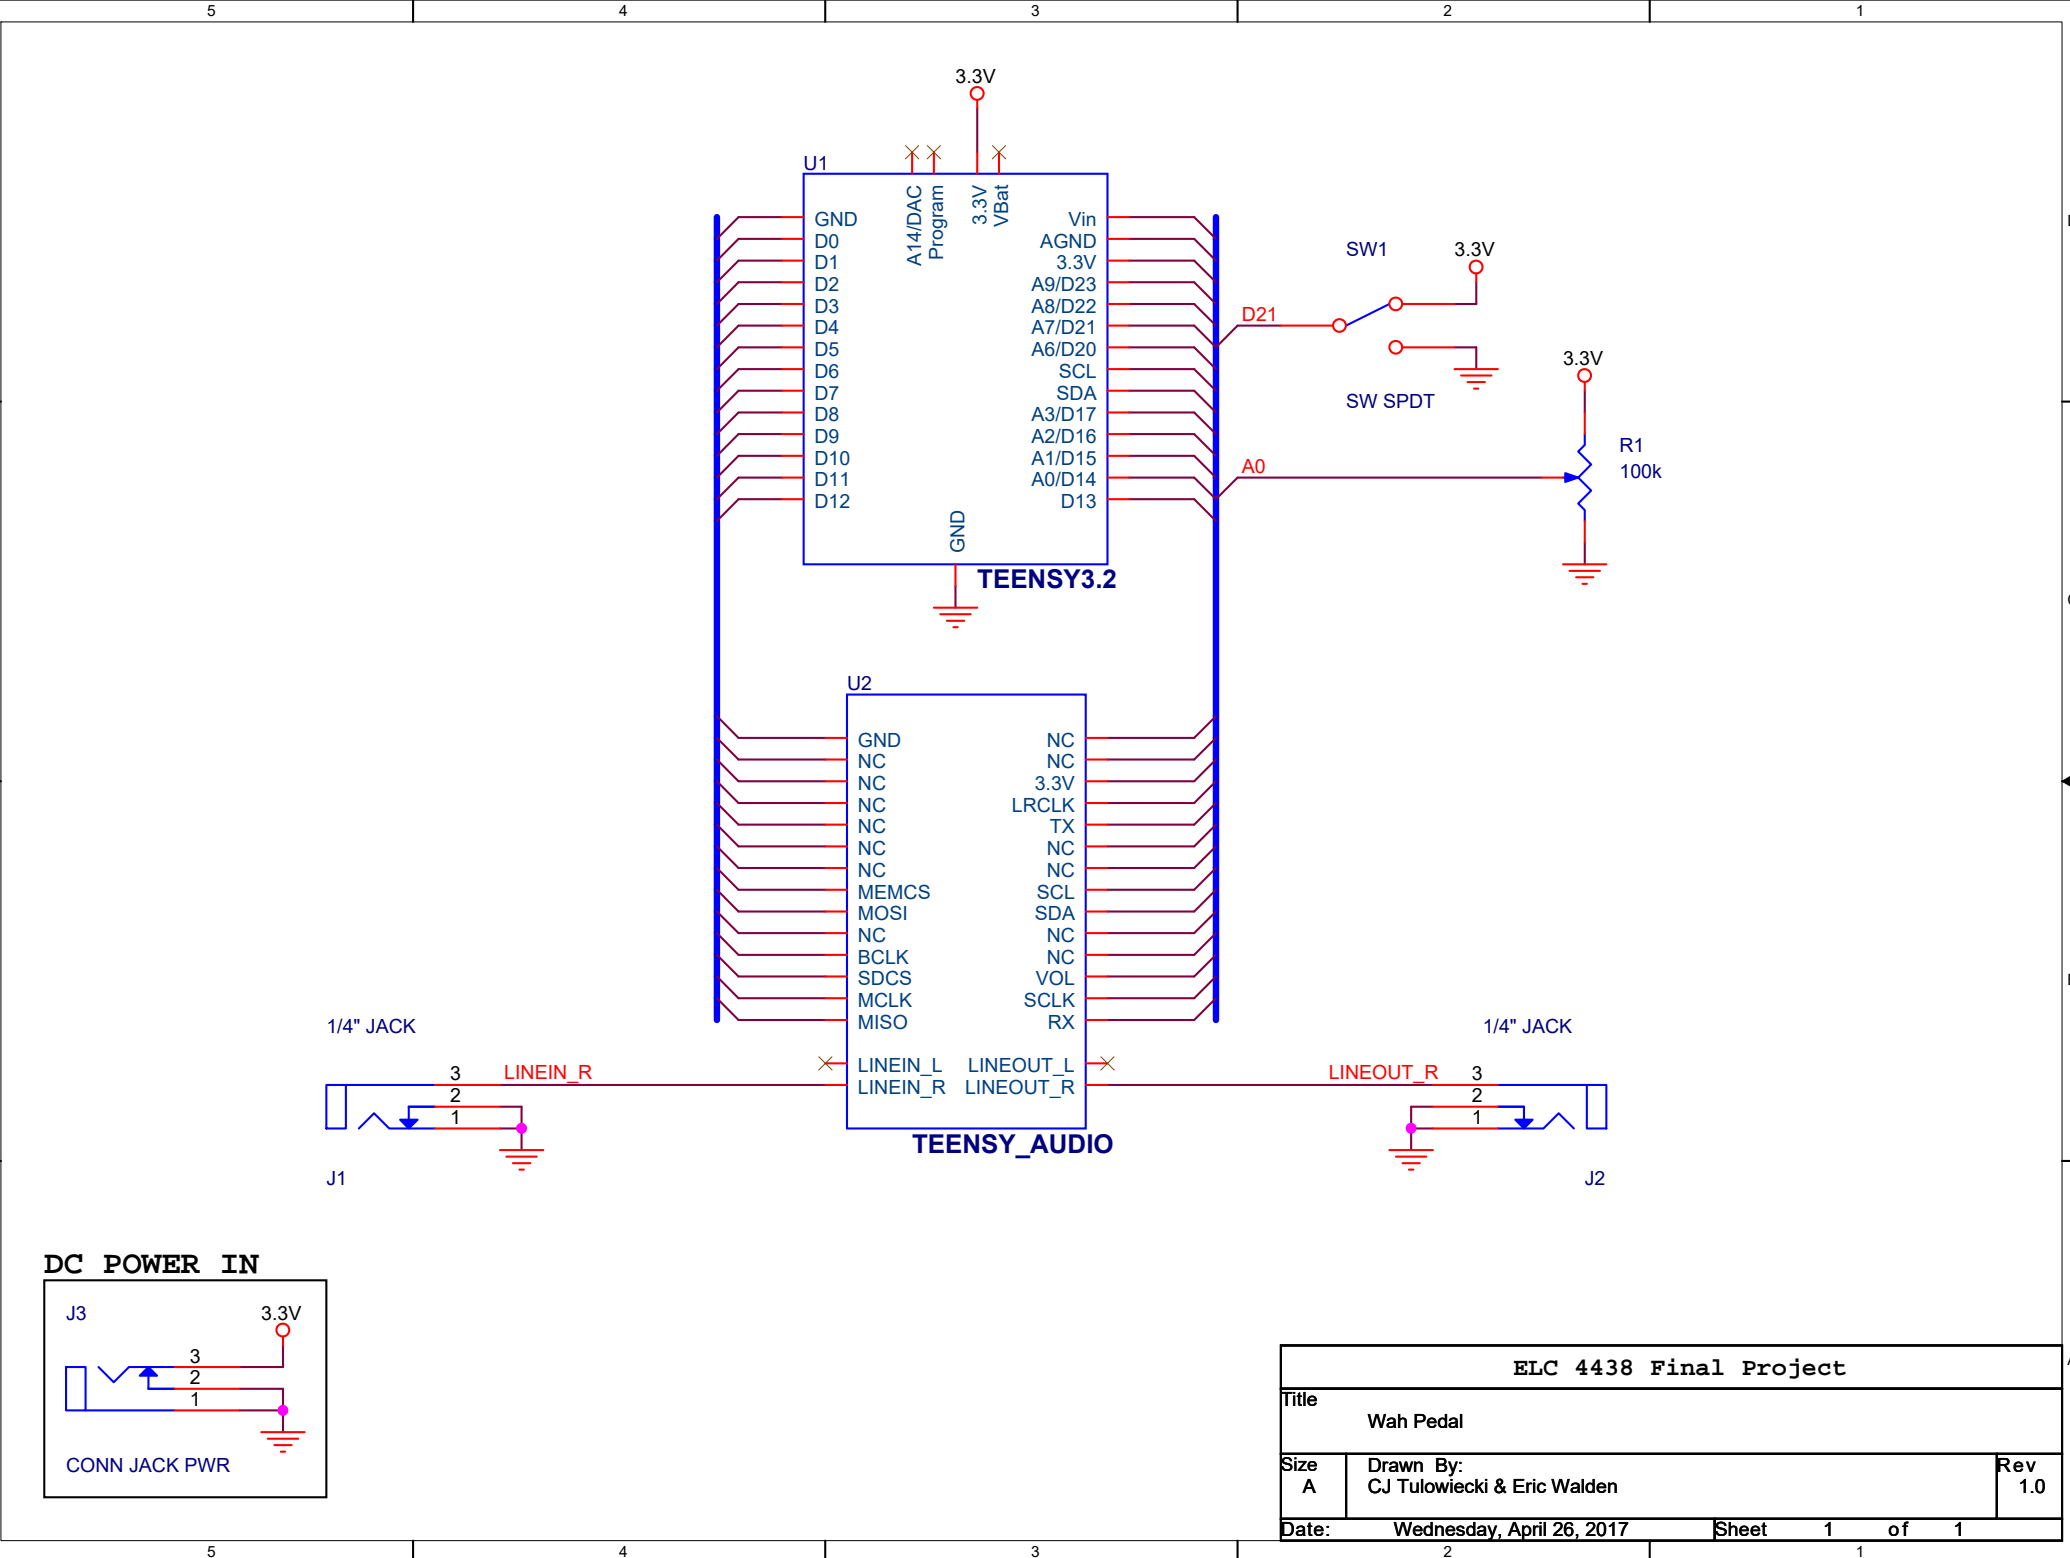 5 4 3 2 1
3.3V
U1
A14/DAC
Program
3.3V
VBat
GND
D0
D1
D2
D3
D4
D5
D6
D7
D8
D9
D10
D11
D12
Vin
AGND
3.3V
A9/D23
A8/D22
A7/D21
A6/D20
SCL
SDA
A3/D17
A2/D16
A1/D15
A0/D14
D13
GND
TEENSY3.2
SW1
3.3V
D21
SW SPDT
3.3V
R1
100k
A0
U2
GND
NC
NC
NC
NC
NC
NC
MEMCS
MOSI
NC
BCLK
SDCS
MCLK
MISO
LINEIN_L
LINEIN_R
NC
NC
3.3V
LRCLK
TX
NC
NC
SCL
SDA
NC
NC
VOL
SCLK
RX
LINEOUT_L
LINEOUT_R
TEENSY_AUDIO
1/4" JACK
3
2
1
LINEIN_R
J1
1/4" JACK
LINEOUT_R
3
2
1
J2
DC POWER IN
J3
3.3V
3
2
1
CONN JACK PWR
ELC 4438 Final Project
Title
Wah Pedal
Size
A
Drawn By:
CJ Tulowiecki & Eric Walden
Rev
1.0
Date: Wednesday, April 26, 2017 Sheet 1 of 1
5 4 3 2 1